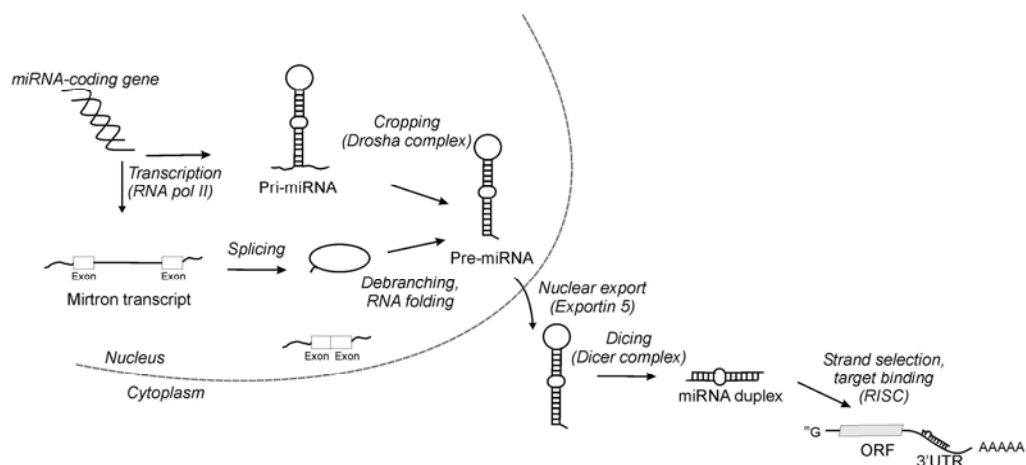 miRNA-coding gene
Transcription
(RNA pol II)
Pri-miRNA
Cropping
(Drosha complex)
Pre-miRNA
Exon
Exon
Mirtron transcript
Splicing
Debranching,
RNA folding
Exon
Exon
Nucleus
Cytoplasm
Nuclear export
(Exportin 5)
Dicing
(Dicer complex)
miRNA duplex
Strand selection,
target binding
(RISC)
ᵐG
ORF
3'UTR
AAAAA